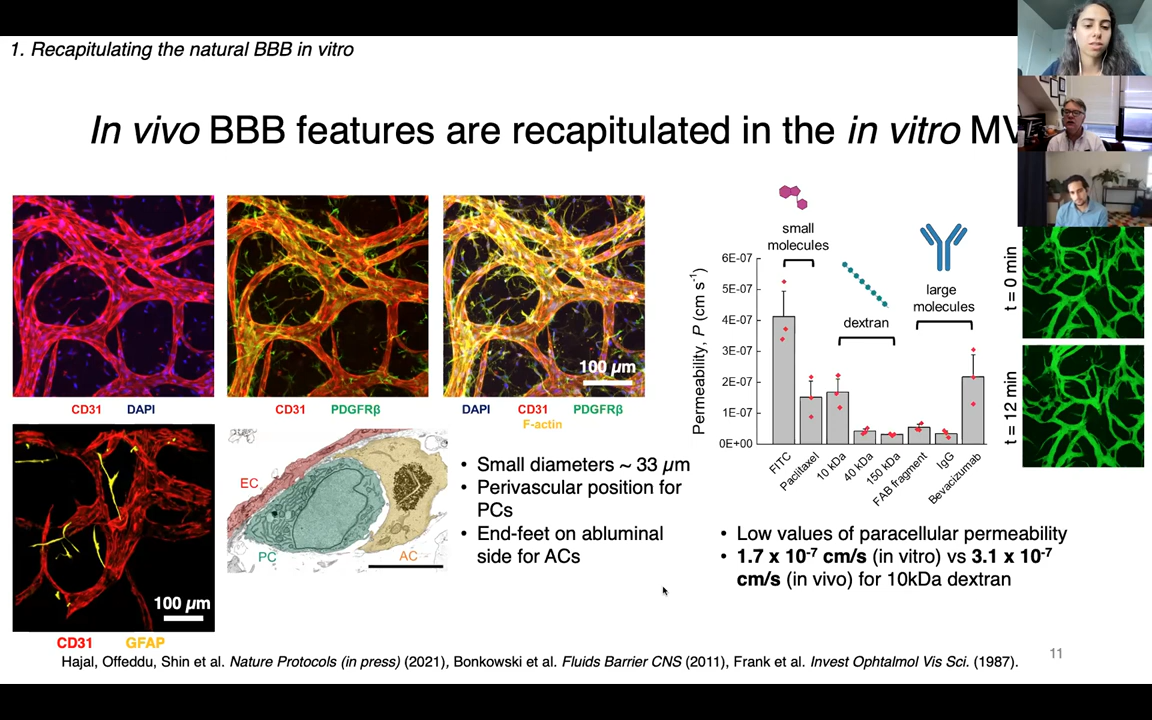 1. Recapitulating the natural BBB in vitro
In vivo BBB features are recapitulated in the in vitro MV
100 µm
CD31 DAPI
CD31 PDGFRβ
DAPI CD31 PDGFRβ
F-actin
EC
PC
AC
100 µm
CD31 GFAP
• Small diameters ~ 33 µm
• Perivascular position for
PCs
• End-feet on abluminal
side for ACs
small
molecules
dextran
large
molecules
Permeability, P (cm s⁻¹)
6E-07
5E-07
4E-07
3E-07
2E-07
1E-07
0E+00
FITC
Paclitaxel
10 kDa
40 kDa
150 kDa
FAB fragment
IgG
Bevacizumab
t = 0 min
t = 12 min
• Low values of paracellular permeability
• 1.7 x 10⁻⁷ cm/s (in vitro) vs 3.1 x 10⁻⁷
cm/s (in vivo) for 10kDa dextran
Hajal, Offeddu, Shin et al. Nature Protocols (in press) (2021), Bonkowski et al. Fluids Barrier CNS (2011), Frank et al. Invest Ophtalmol Vis Sci. (1987).
11